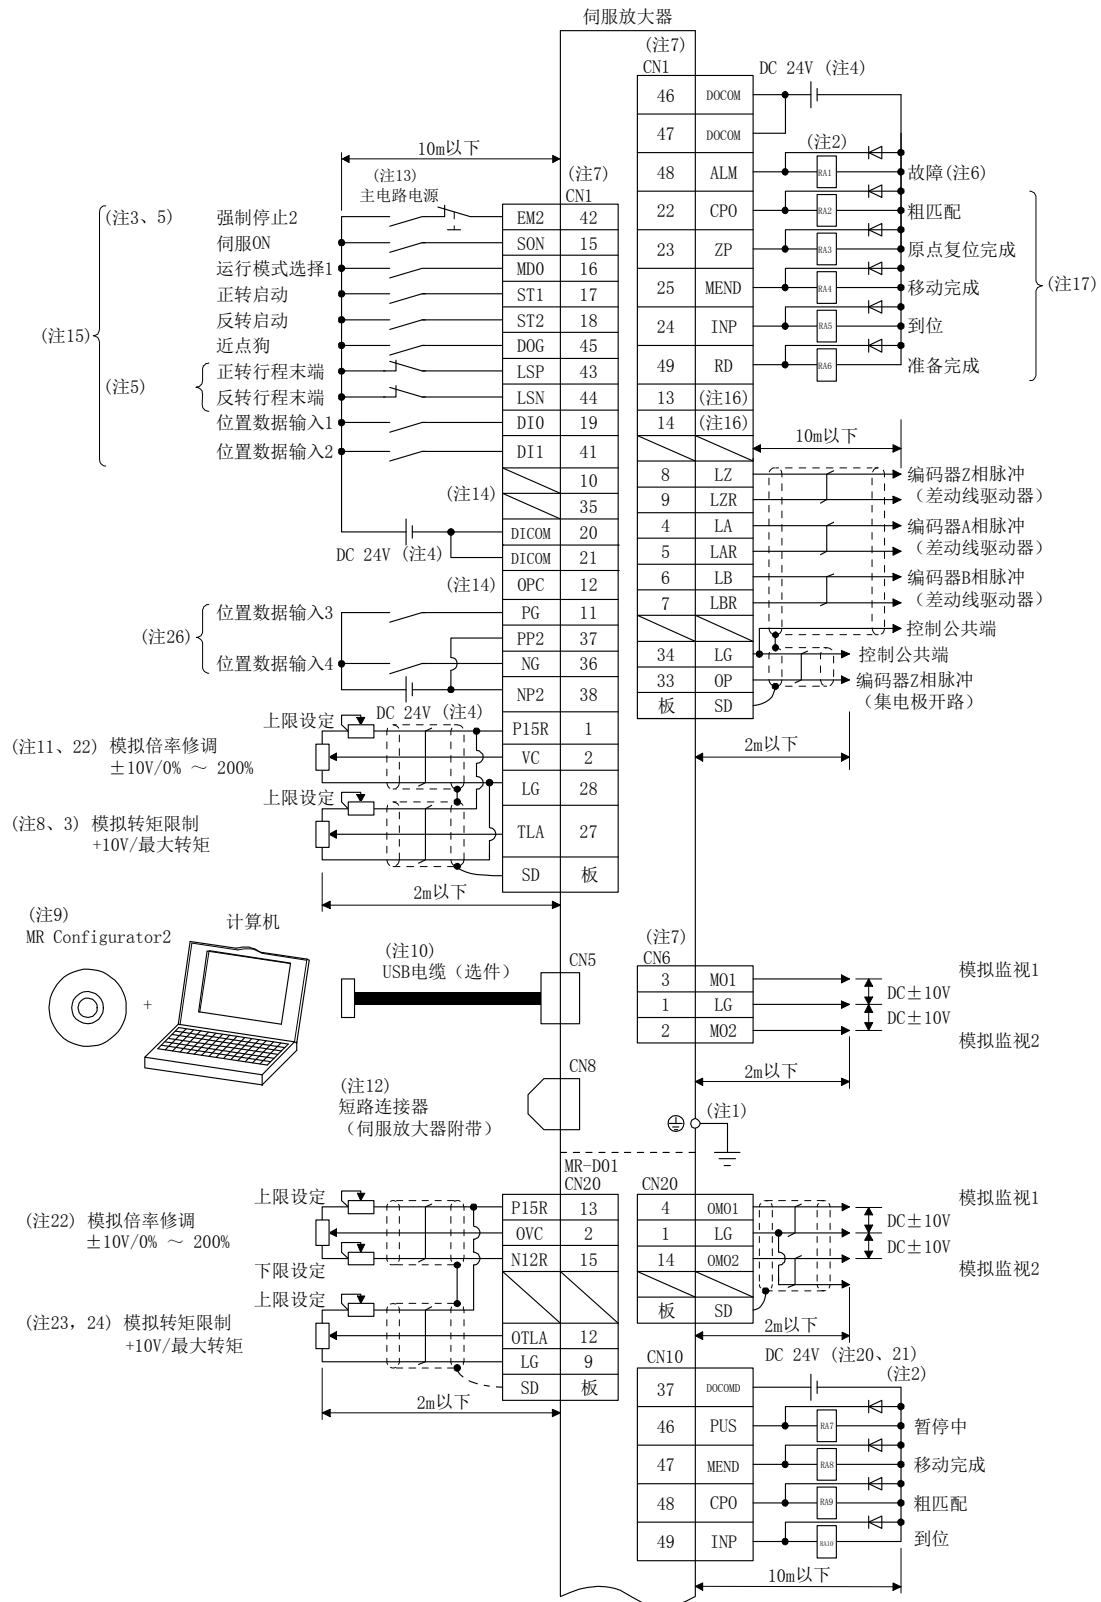 伺服放大器
(注7)
CN1
DC 24V (注4)
46 DOCOM
47 DOCOM
(注2)
48 ALM RA1 故障(注6)
22 CPO RA2 粗匹配
23 ZP RA3 原点复位完成
25 MEND RA4 移动完成
24 INP RA5 到位
49 RD RA6 准备完成
(注17)
13 (注16)
14 (注16)
10m以下
8 LZ 编码器Z相脉冲
9 LZR （差动线驱动器）
4 LA 编码器A相脉冲
5 LAR （差动线驱动器）
6 LB 编码器B相脉冲
7 LBR （差动线驱动器）
控制公共端
34 LG 控制公共端
33 OP 编码器Z相脉冲
（集电极开路）
板 SD
2m以下
10m以下
(注13)
主电路电源
(注7)
CN1
(注3、5) 强制停止2 EM2 42
伺服ON SON 15
运行模式选择1 MD0 16
正转启动 ST1 17
反转启动 ST2 18
(注15)
近点狗 DOG 45
(注5)
正转行程末端 LSP 43
反转行程末端 LSN 44
位置数据输入1 DI0 19
位置数据输入2 DI1 41
(注14) 10
35
DICOM 20
DC 24V (注4) DICOM 21
(注14) OPC 12
位置数据输入3 PG 11
(注26) PP2 37
位置数据输入4 NG 36
NP2 38
DC 24V (注4)
上限设定 P15R 1
(注11、22) 模拟倍率修调 VC 2
±10V/0% ～ 200%
LG 28
上限设定
(注8、3) 模拟转矩限制 TLA 27
+10V/最大转矩
SD 板
2m以下
(注9)
MR Configurator2
计算机
+
(注10)
USB电缆（选件）
CN5
(注7)
CN6
3 MO1 模拟监视1
DC±10V
1 LG
DC±10V
2 MO2 模拟监视2
2m以下
CN8
(注12)
短路连接器
（伺服放大器附带）
(注1)
MR-D01
CN20
上限设定 P15R 13
(注22) 模拟倍率修调 OVC 2
±10V/0% ～ 200%
N12R 15
下限设定
上限设定
(注23，24) 模拟转矩限制 OTLA 12
+10V/最大转矩
LG 9
SD 板
2m以下
CN20
4 OMO1 模拟监视1
DC±10V
1 LG
DC±10V
14 OMO2 模拟监视2
板 SD
2m以下
CN10
DC 24V (注20、21)
(注2)
37 DOCOMD
46 PUS RA7 暂停中
47 MEND RA8 移动完成
48 CPO RA9 粗匹配
49 INP RA10 到位
10m以下